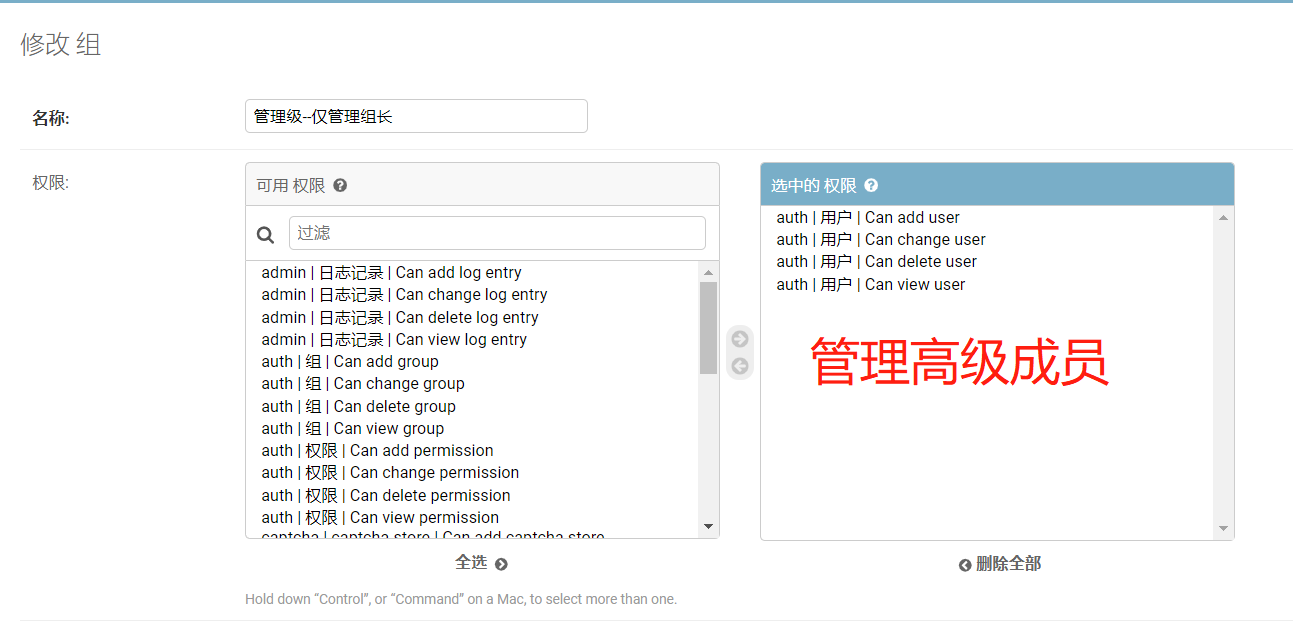 修改 组
名称:
管理级--仅管理组长
权限:
可用 权限
过滤
admin | 日志记录 | Can add log entry
admin | 日志记录 | Can change log entry
admin | 日志记录 | Can delete log entry
admin | 日志记录 | Can view log entry
auth | 组 | Can add group
auth | 组 | Can change group
auth | 组 | Can delete group
auth | 组 | Can view group
auth | 权限 | Can add permission
auth | 权限 | Can change permission
auth | 权限 | Can delete permission
auth | 权限 | Can view permission
captcha | captcha store | Can add captcha store
全选
选中的 权限
auth | 用户 | Can add user
auth | 用户 | Can change user
auth | 用户 | Can delete user
auth | 用户 | Can view user
管理高级成员
删除全部
Hold down “Control”, or “Command” on a Mac, to select more than one.